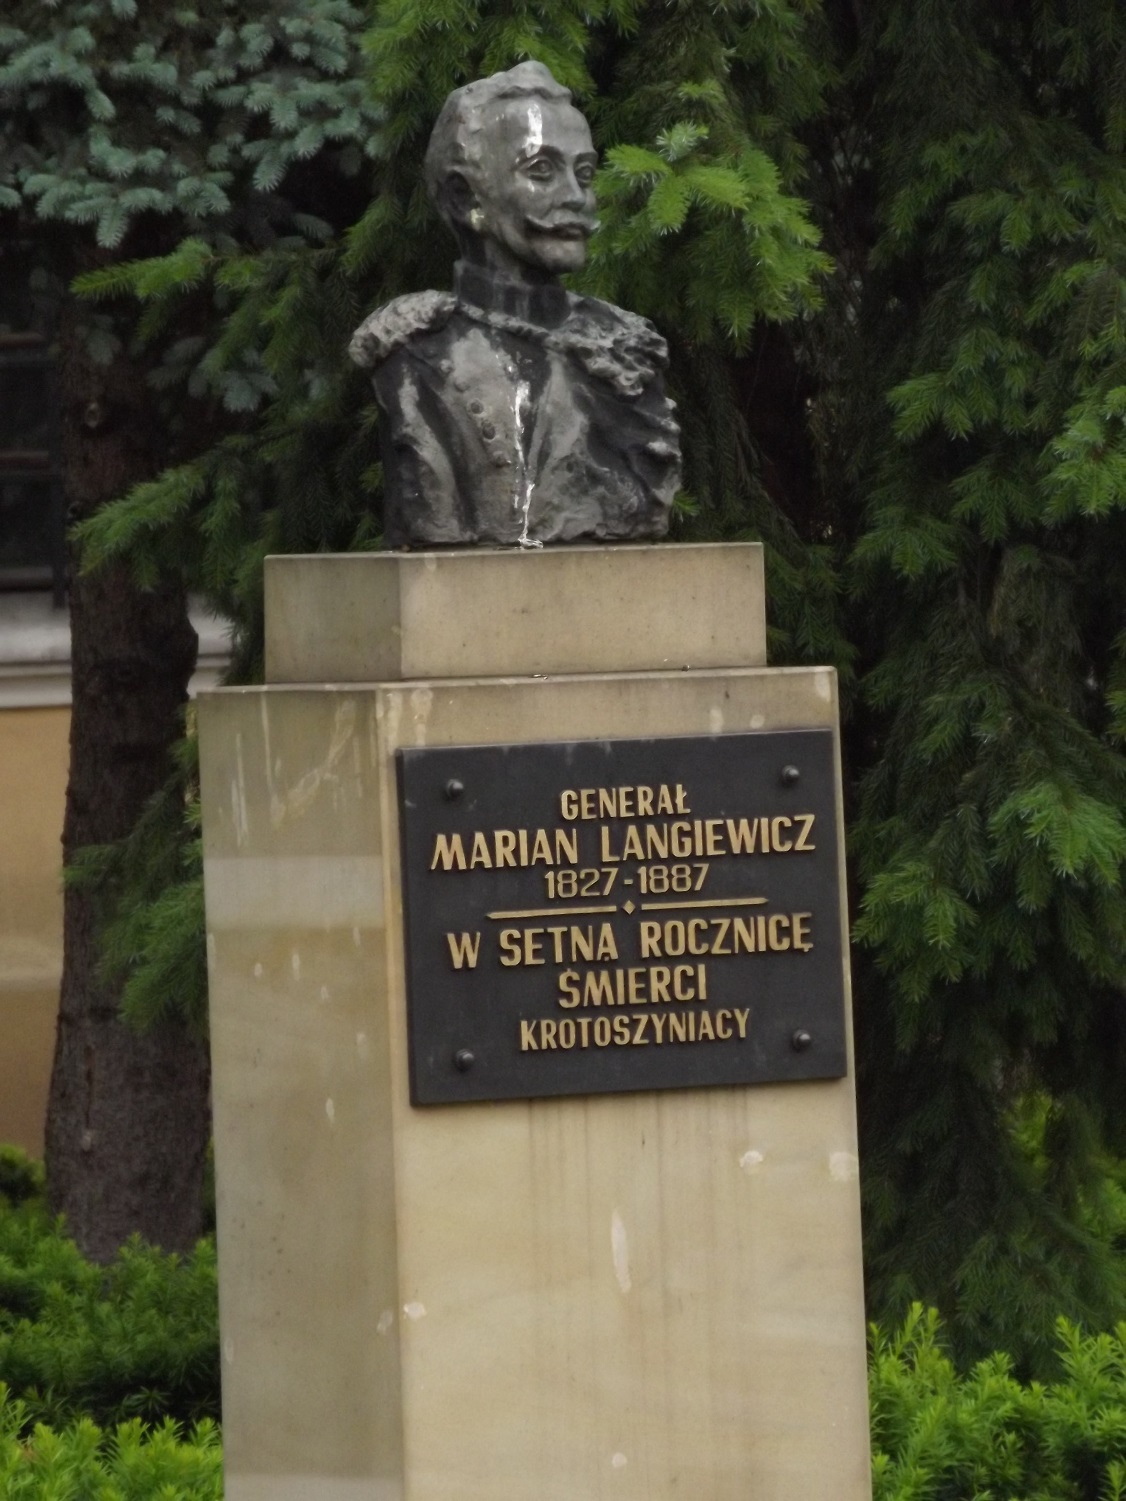 GENERAŁ
MARIAN LANGIEWICZ
1827-1887
W SETNĄ ROCZNICĘ
ŚMIERCI
KROTOSZYNIACY